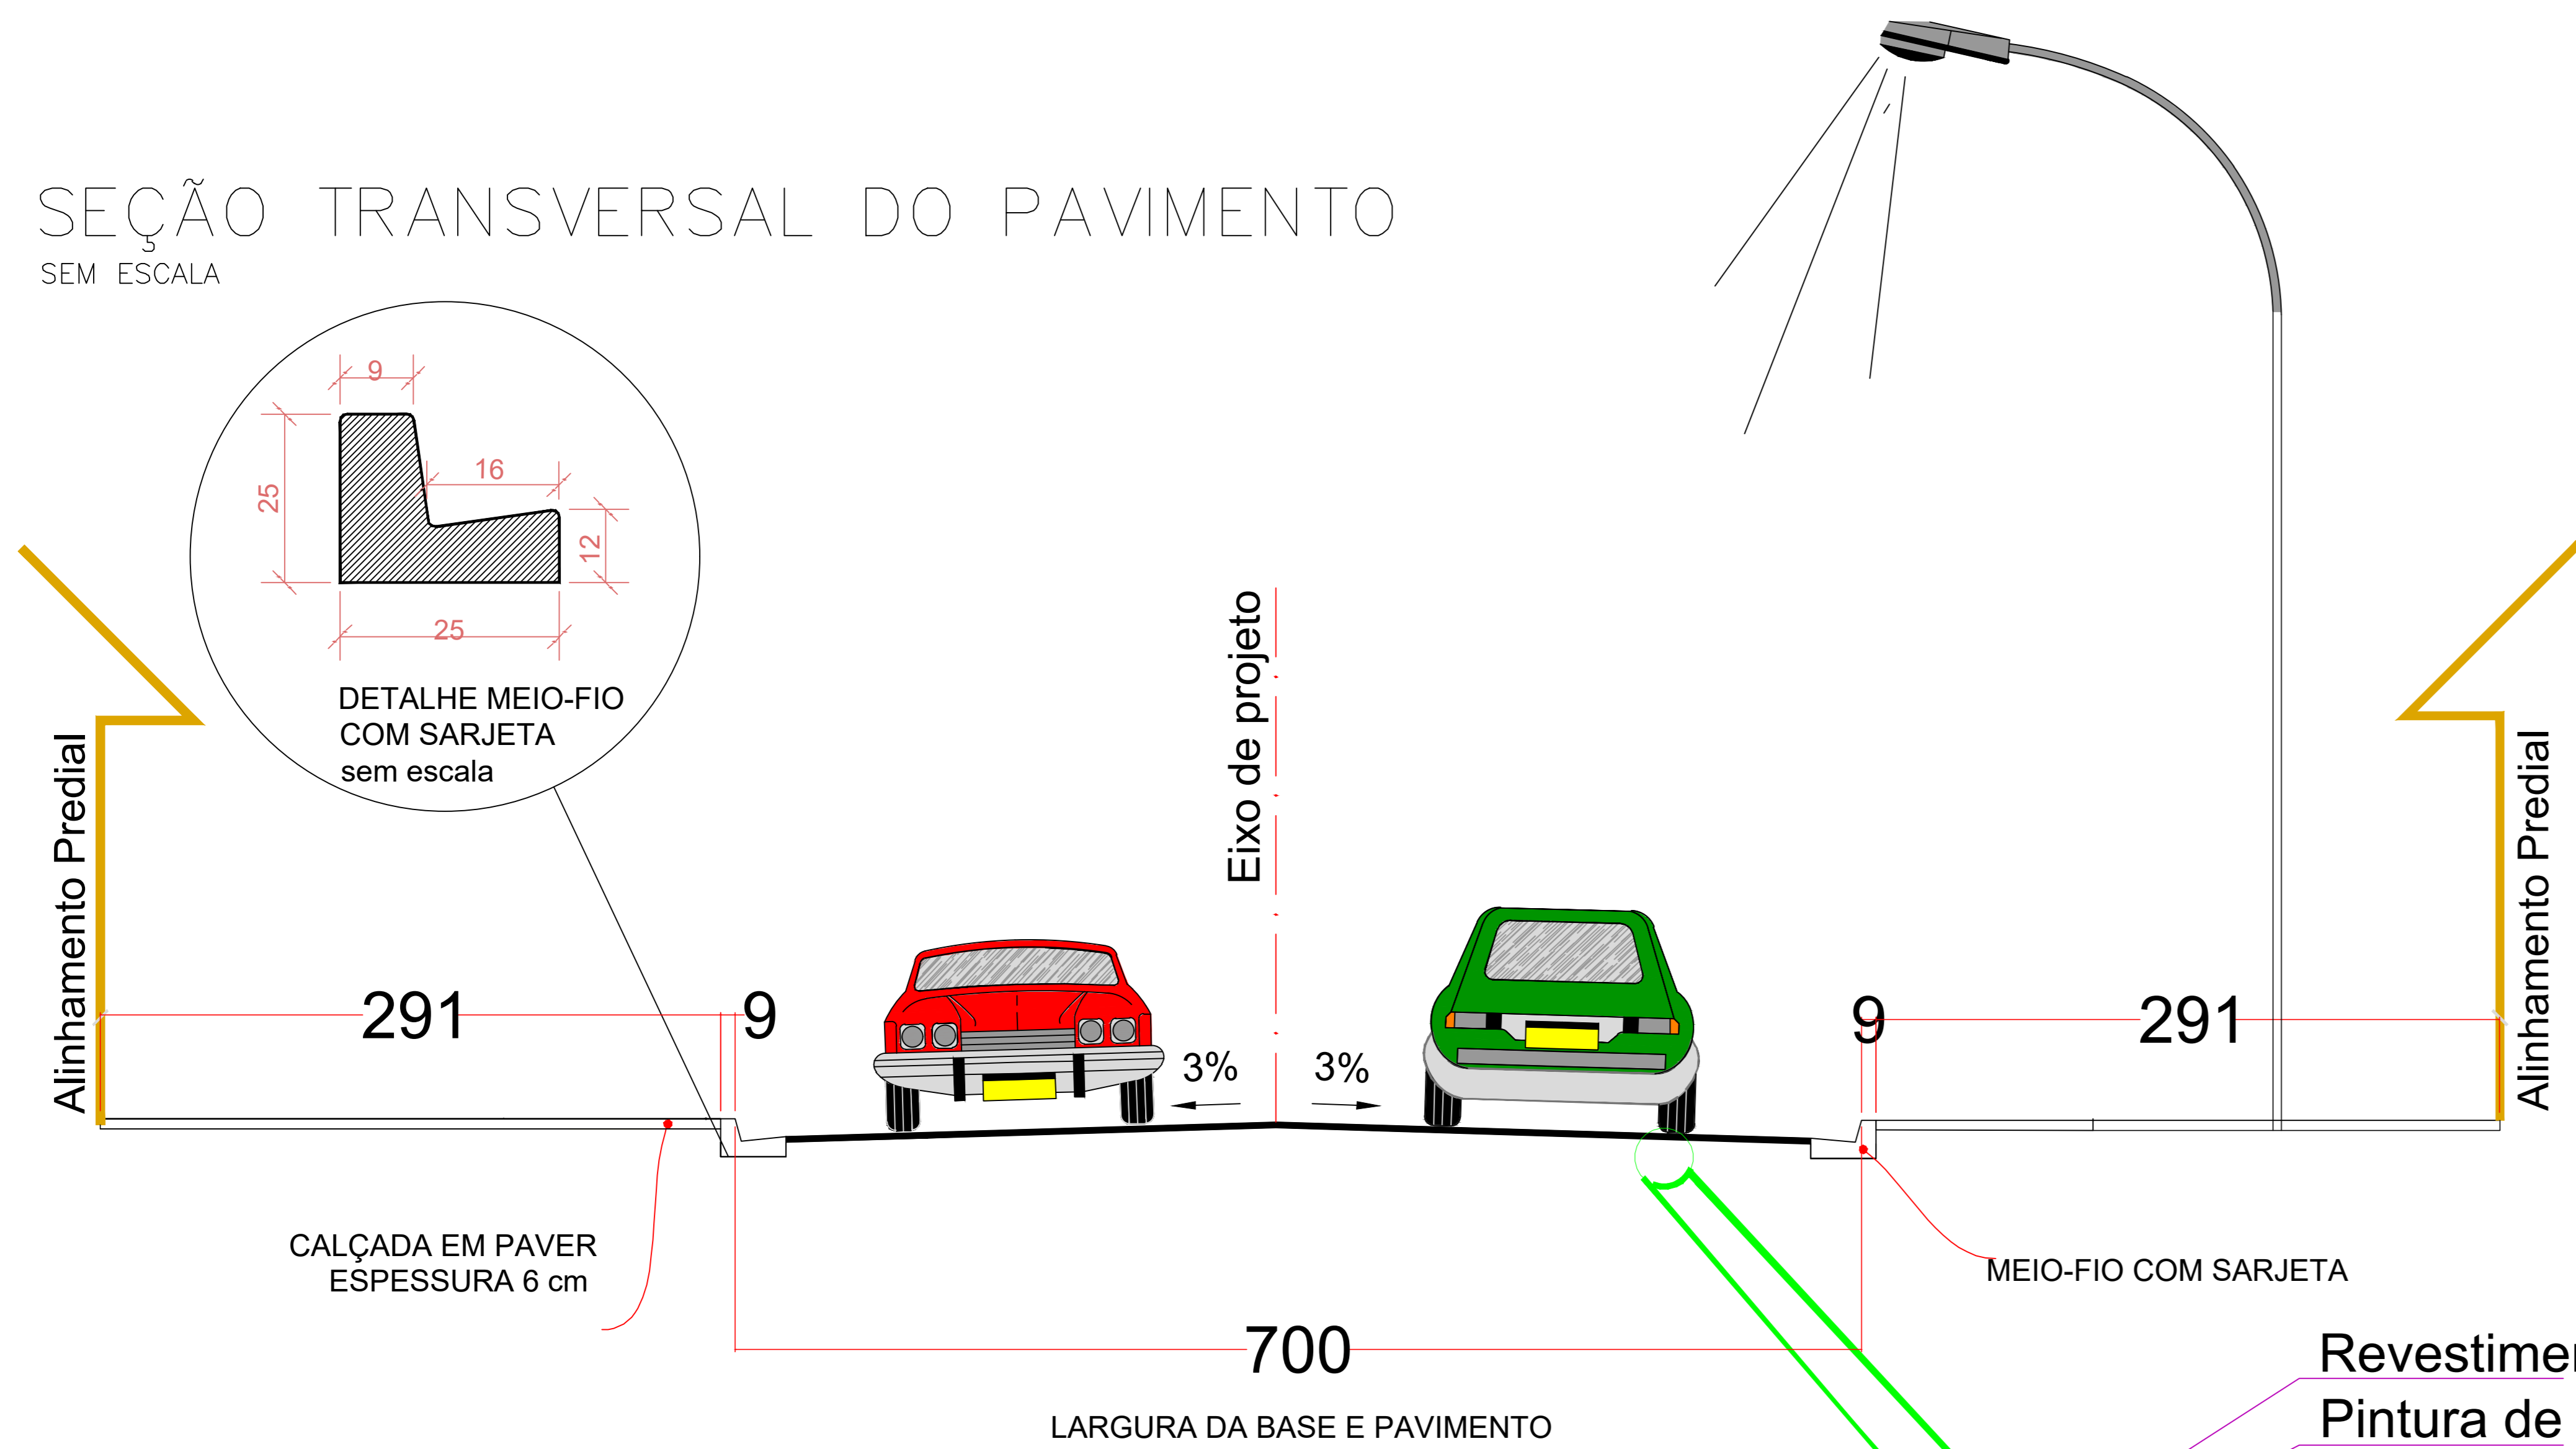 SEÇÃO TRANSVERSAL DO PAVIMENTO
SEM ESCALA
9
16
25
12
25
DETALHE MEIO-FIO
COM SARJETA
sem escala
Alinhamento Predial
Eixo de projeto
Alinhamento Predial
291
9
3%
3%
9
291
CALÇADA EM PAVER
ESPESSURA 6 cm
MEIO-FIO COM SARJETA
700
LARGURA DA BASE E PAVIMENTO
Pintura de